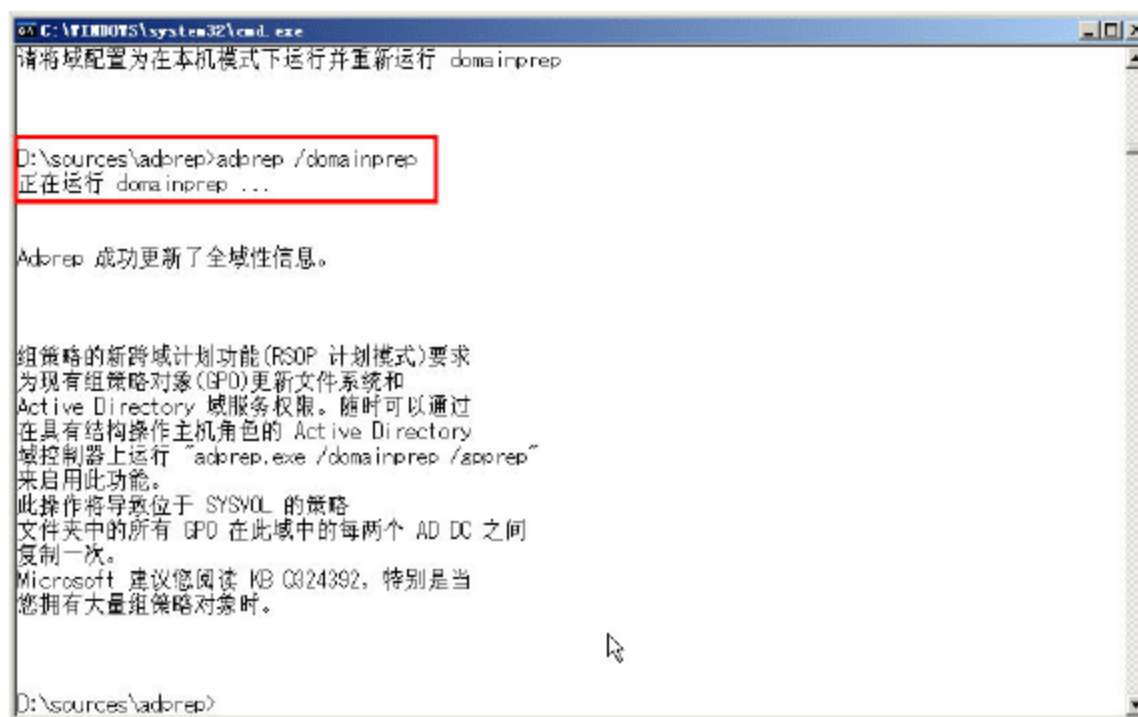 C:\WINDOWS\system32\cmd.exe
请将域配置为在本机模式下运行并重新运行 domainprep
D:\sources\adprep>adprep /domainprep
正在运行 domainprep ...
Adprep 成功更新了全域性信息。
组策略的新跨域计划功能(RSOP 计划模式)要求
为现有组策略对象(GPO)更新文件系统和
Active Directory 域服务权限。随时可以通过
在具有结构操作主机角色的 Active Directory
域控制器上运行 "adprep.exe /domainprep /gpprep"
来启用此功能。
此操作将导致位于 SYSVOL 的策略
文件夹中的所有 GPO 在此域中的每两个 AD DC 之间
复制一次。
Microsoft 建议您阅读 KB Q324392, 特别是当
您拥有大量组策略对象时。
D:\sources\adprep>